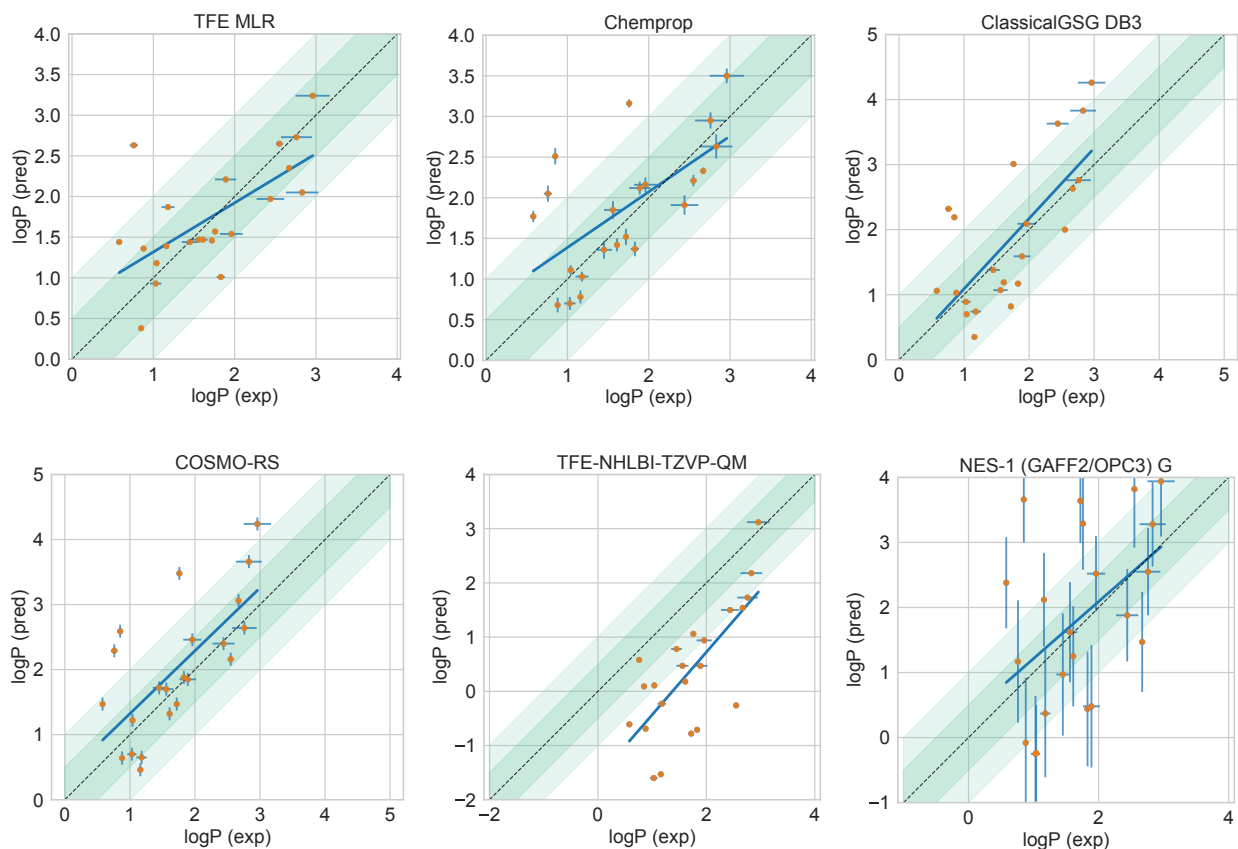 TFE MLR
4.0
3.5
3.0
2.5
2.0
1.5
1.0
0.5
0.0
logP (pred)
0 1 2 3 4
logP (exp)
Chemprop
4.0
3.5
3.0
2.5
2.0
1.5
1.0
0.5
0.0
logP (pred)
0 1 2 3 4
logP (exp)
ClassicalGSG DB3
5
4
3
2
1
0
logP (pred)
0 1 2 3 4 5
logP (exp)
COSMO-RS
5
4
3
2
1
0
logP (pred)
0 1 2 3 4 5
logP (exp)
TFE-NHLBI-TZVP-QM
4
3
2
1
0
−1
−2
logP (pred)
−2 0 2 4
logP (exp)
NES-1 (GAFF2/OPC3) G
4
3
2
1
0
−1
logP (pred)
0 2 4
logP (exp)